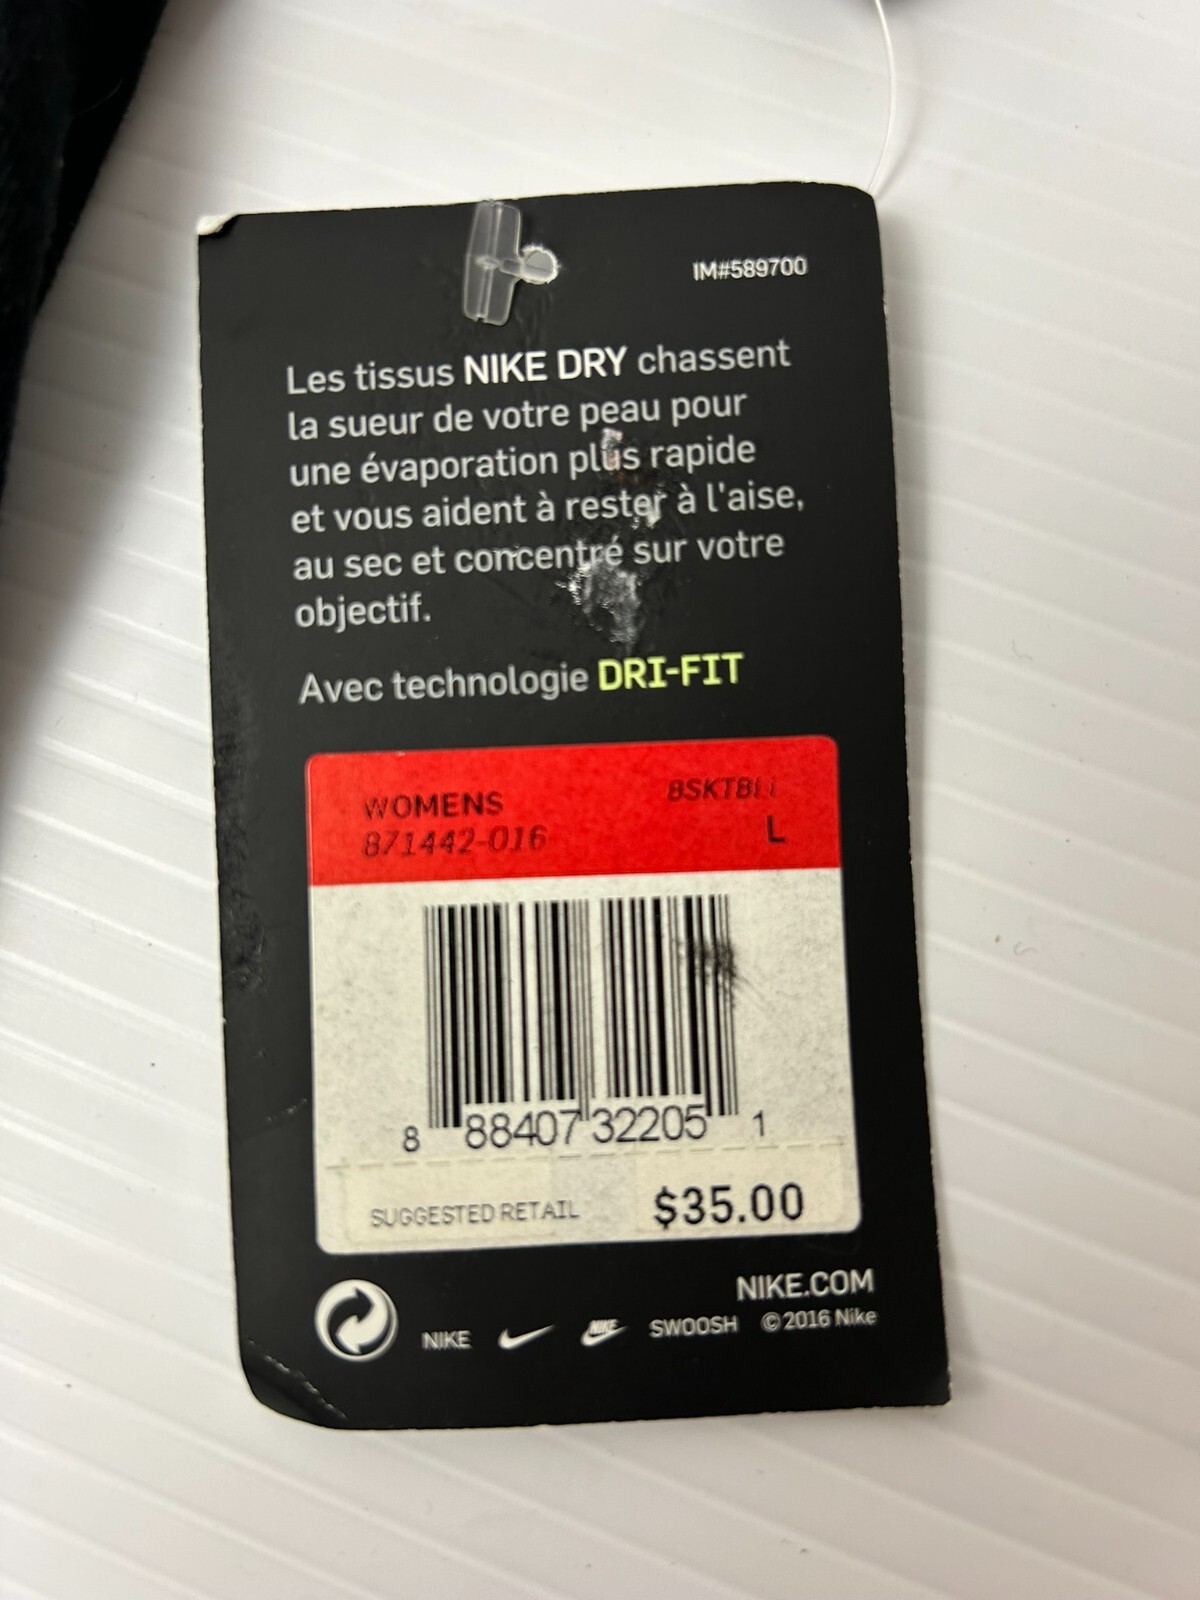 IM#589700
Les tissus NIKE DRY chassent
la sueur de votre peau pour
une évaporation plus rapide
et vous aident à rester à l'aise,
au sec et concentré sur votre
objectif.
Avec technologie DRI-FIT
WOMENS BSKTBLL
871442-016 L
8 88407 32205 1
SUGGESTED RETAIL $35.00
NIKE.COM
NIKE NIKE SWOOSH © 2016 Nike